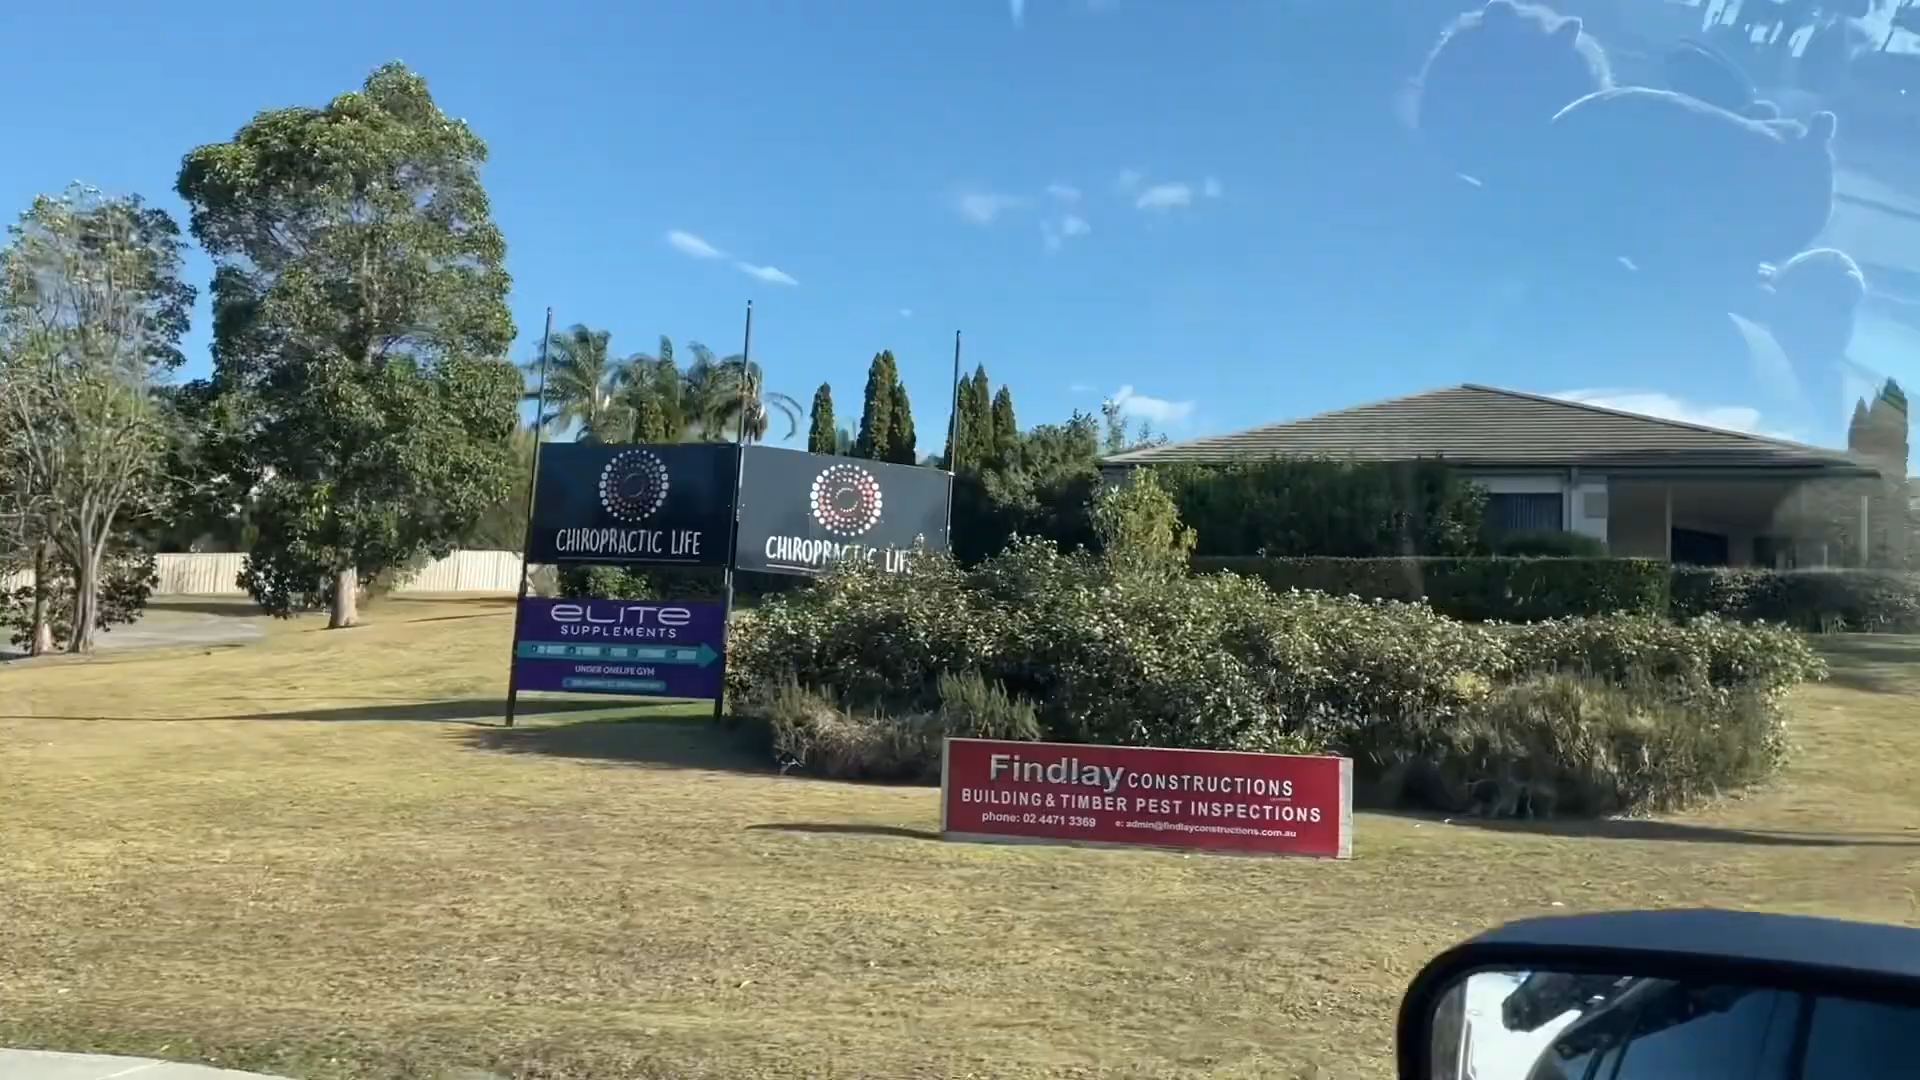 CHIROPRACTIC LIFE
CHIROPRACTIC LIFE
ELITE
SUPPLEMENTS
UNDER ONELIFE GYM
Findlay CONSTRUCTIONS
BUILDING & TIMBER PEST INSPECTIONS
phone: 02 4471 3369 e: admin@findlayconstructions.com.au